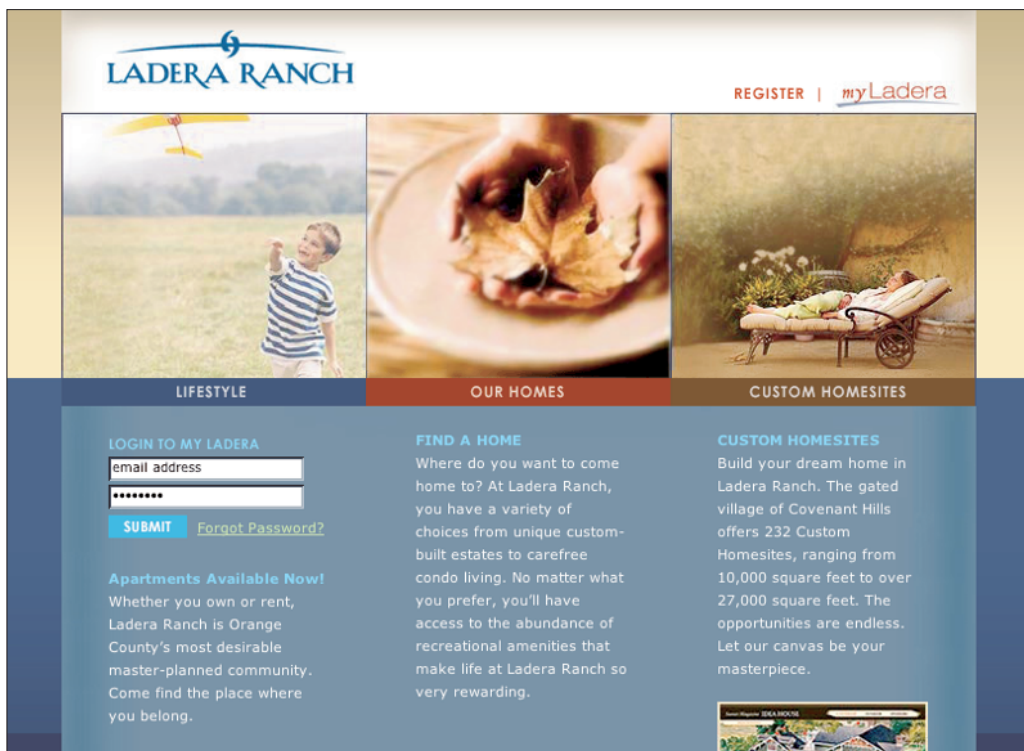 LADERA RANCH
REGISTER | myLadera
LIFESTYLE
OUR HOMES
CUSTOM HOMESITES
LOGIN TO MY LADERA
email address
••••••••
SUBMIT Forgot Password?
Apartments Available Now!
Whether you own or rent,
Ladera Ranch is Orange
County’s most desirable
master-planned community.
Come find the place where
you belong.
FIND A HOME
Where do you want to come
home to? At Ladera Ranch,
you have a variety of
choices from unique custom-
built estates to carefree
condo living. No matter what
you prefer, you’ll have
access to the abundance of
recreational amenities that
make life at Ladera Ranch so
very rewarding.
CUSTOM HOMESITES
Build your dream home in
Ladera Ranch. The gated
village of Covenant Hills
offers 232 Custom
Homesites, ranging from
10,000 square feet to over
27,000 square feet. The
opportunities are endless.
Let our canvas be your
masterpiece.
Sunset Magazine IDEA HOUSE